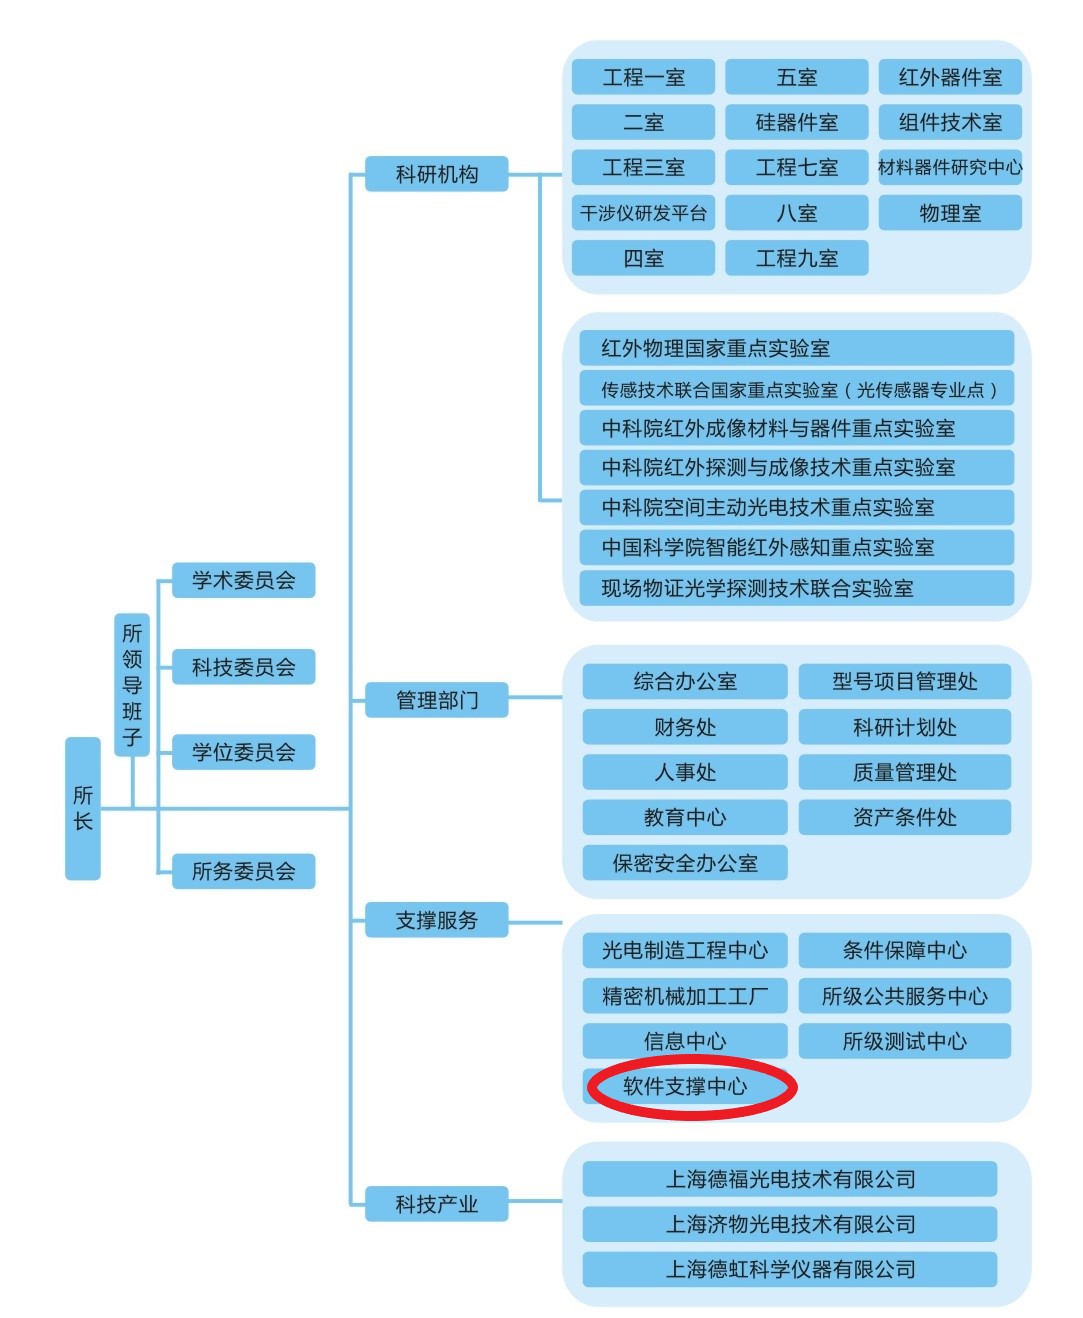 所长
所领导班子
学术委员会
科技委员会
学位委员会
所务委员会
科研机构
工程一室
五室
红外器件室
二室
硅器件室
组件技术室
工程三室
工程七室
材料器件研究中心
干涉仪研发平台
八室
物理室
四室
工程九室
红外物理国家重点实验室
传感技术联合国家重点实验室（光传感器专业点）
中科院红外成像材料与器件重点实验室
中科院红外探测与成像技术重点实验室
中科院空间主动光电技术重点实验室
中国科学院智能红外感知重点实验室
现场物证光学探测技术联合实验室
管理部门
综合办公室
型号项目管理处
财务处
科研计划处
人事处
质量管理处
教育中心
资产条件处
保密安全办公室
支撑服务
光电制造工程中心
条件保障中心
精密机械加工工厂
所级公共服务中心
信息中心
所级测试中心
软件支撑中心
科技产业
上海德福光电技术有限公司
上海济物光电技术有限公司
上海德虹科学仪器有限公司